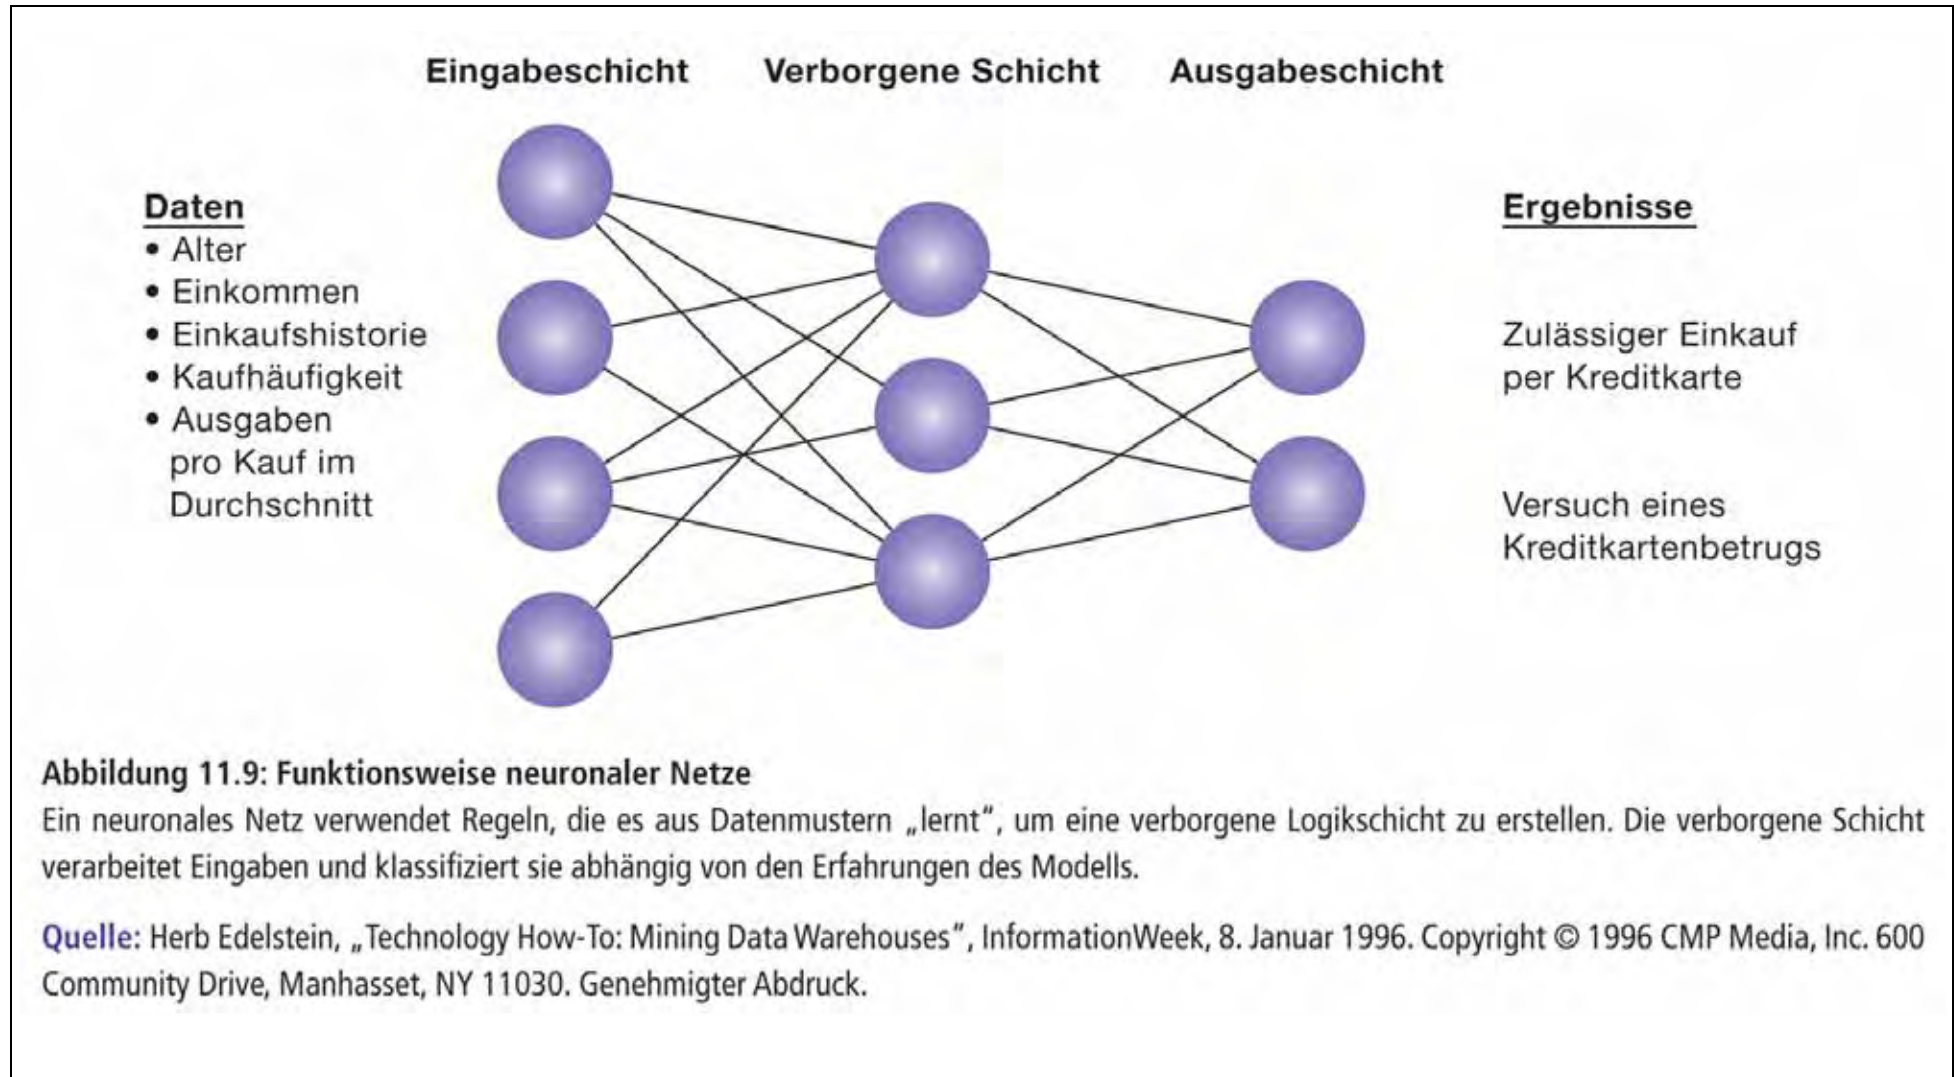 Eingabeschicht Verborgene Schicht Ausgabeschicht
Daten
• Alter
• Einkommen
• Einkaufshistorie
• Kaufhäufigkeit
• Ausgaben
pro Kauf im
Durchschnitt
Ergebnisse
Zulässiger Einkauf
per Kreditkarte
Versuch eines
Kreditkartenbetrugs
Abbildung 11.9: Funktionsweise neuronaler Netze
Ein neuronales Netz verwendet Regeln, die es aus Datenmustern „lernt“, um eine verborgene Logikschicht zu erstellen. Die verborgene Schicht
verarbeitet Eingaben und klassifiziert sie abhängig von den Erfahrungen des Modells.
Quelle: Herb Edelstein, „Technology How-To: Mining Data Warehouses“, InformationWeek, 8. Januar 1996. Copyright © 1996 CMP Media, Inc. 600
Community Drive, Manhasset, NY 11030. Genehmigter Abdruck.